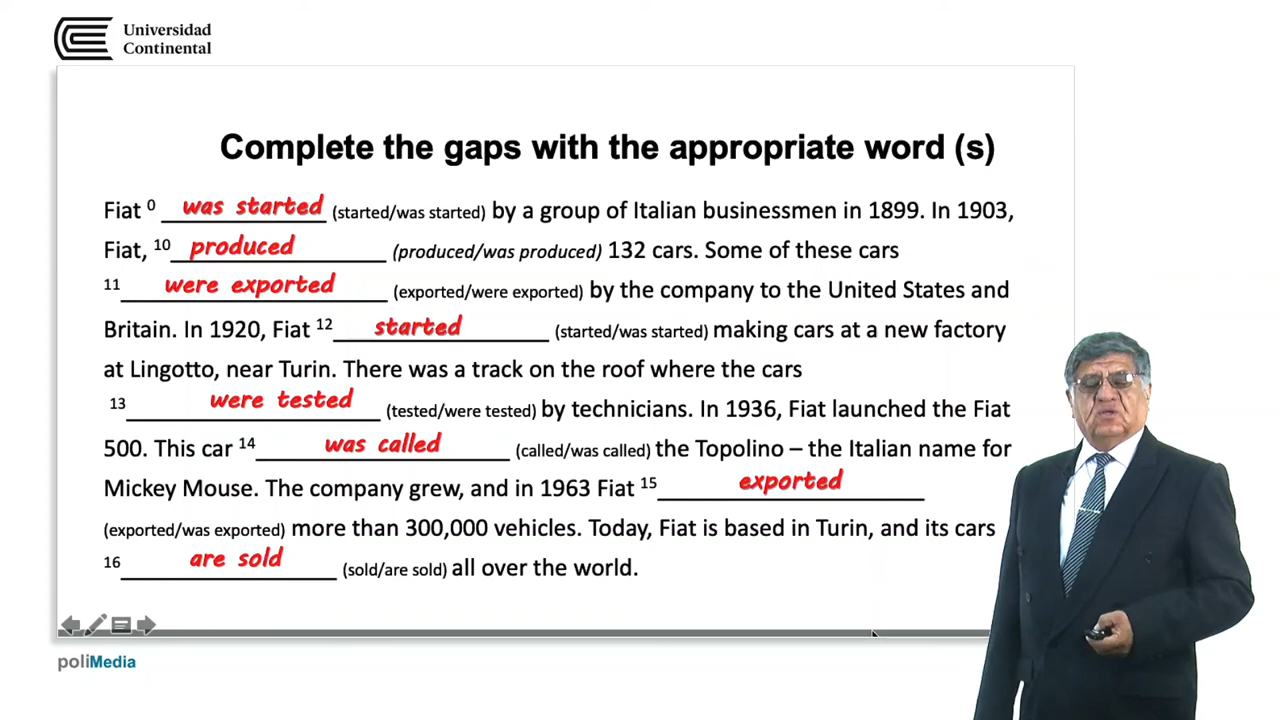 Universidad
Continental
Complete the gaps with the appropriate word (s)
Fiat 0 was started (started/was started) by a group of Italian businessmen in 1899. In 1903,
Fiat, 10 produced (produced/was produced) 132 cars. Some of these cars
11 were exported (exported/were exported) by the company to the United States and
Britain. In 1920, Fiat 12 started (started/was started) making cars at a new factory
at Lingotto, near Turin. There was a track on the roof where the cars
13 were tested (tested/were tested) by technicians. In 1936, Fiat launched the Fiat
500. This car 14 was called (called/was called) the Topolino – the Italian name for
Mickey Mouse. The company grew, and in 1963 Fiat 15 exported
(exported/was exported) more than 300,000 vehicles. Today, Fiat is based in Turin, and its cars
16 are sold (sold/are sold) all over the world.
poliMedia